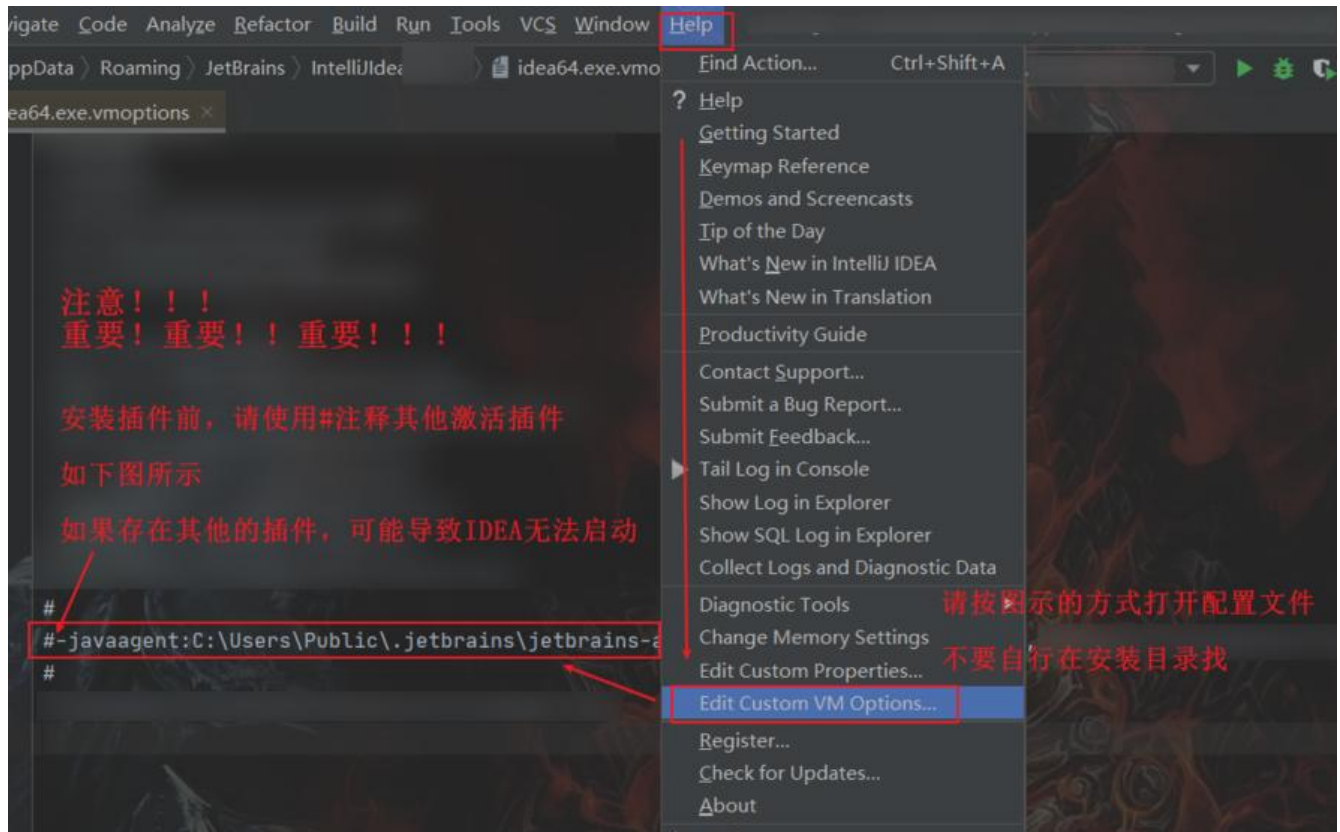 vigate Code Analyze Refactor Build Run Tools VCS Window Help
ppData 〉 Roaming 〉 JetBrains 〉 IntelliJIdea 〉 idea64.exe.vmo
ea64.exe.vmoptions ×
Find Action... Ctrl+Shift+A
? Help
Getting Started
Keymap Reference
Demos and Screencasts
Tip of the Day
What's New in IntelliJ IDEA
What's New in Translation
Productivity Guide
Contact Support...
Submit a Bug Report...
Submit Feedback...
Tail Log in Console
Show Log in Explorer
Show SQL Log in Explorer
Collect Logs and Diagnostic Data
Diagnostic Tools
Change Memory Settings
Edit Custom Properties...
Edit Custom VM Options...
Register...
Check for Updates...
About
注意！！！
重要！重要！！重要！！！
安装插件前，请使用#注释其他激活插件
如下图所示
如果存在其他的插件，可能导致IDEA无法启动
#
#-javaagent:C:\Users\Public\.jetbrains\jetbrains-a
#
请按图示的方式打开配置文件
不要自行在安装目录找